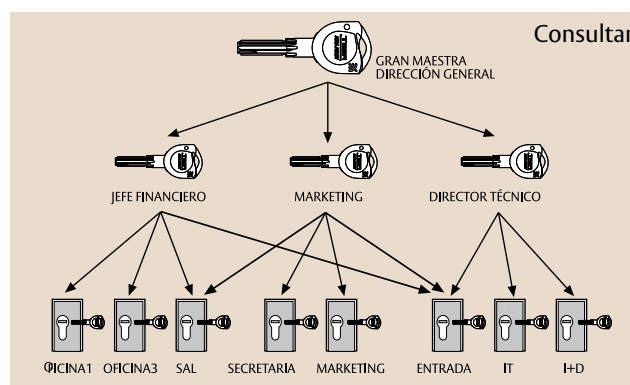 Consultar
GRAN MAESTRA
DIRECCIÓN GENERAL
JEFE FINANCIERO
MARKETING
DIRECTOR TÉCNICO
OFICINA1
OFICINA3
SAL
SECRETARIA
MARKETING
ENTRADA
IT
I+D